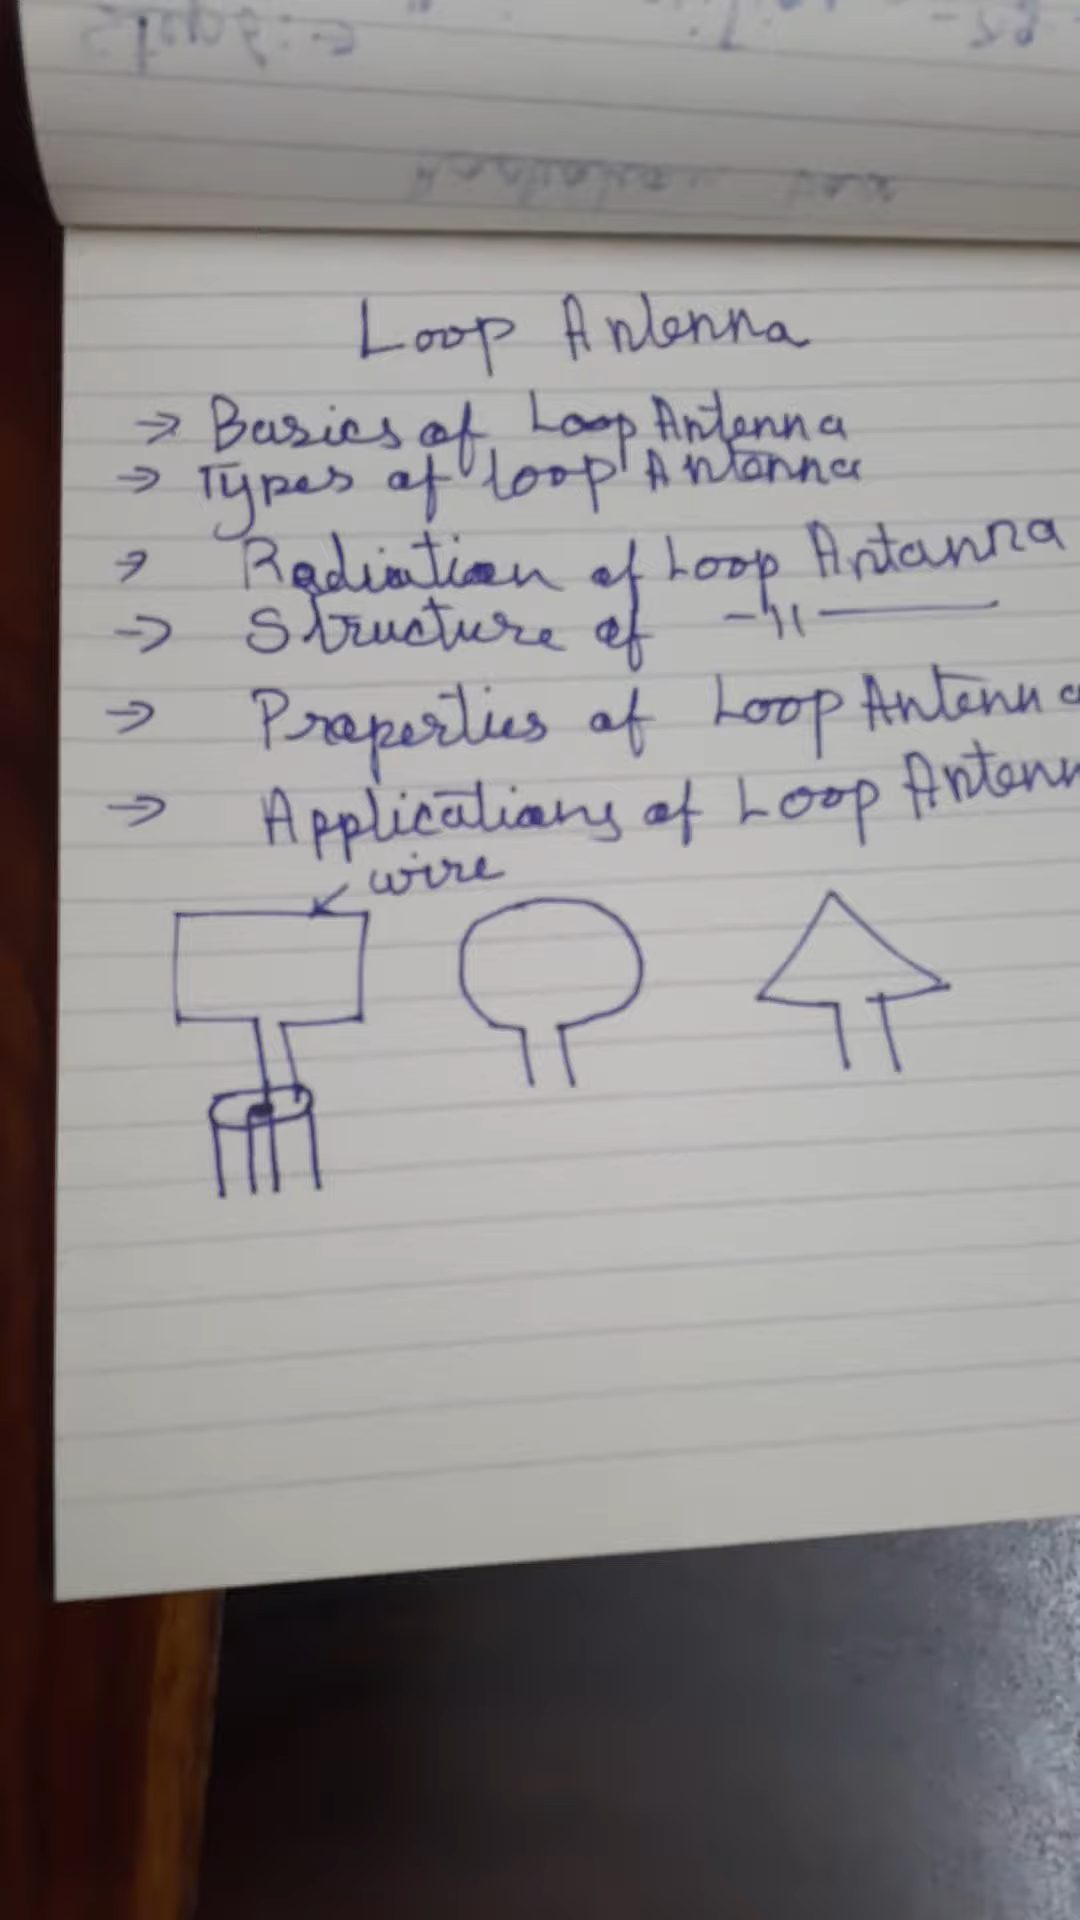 Loop Antenna
→ Basics of Loop Antenna
→ Types of loop Antenna
→ Radiation of Loop Antanna
→ Structure of -11-
→ Properties of Loop Antenna
→ Applications of Loop Antenn
wire